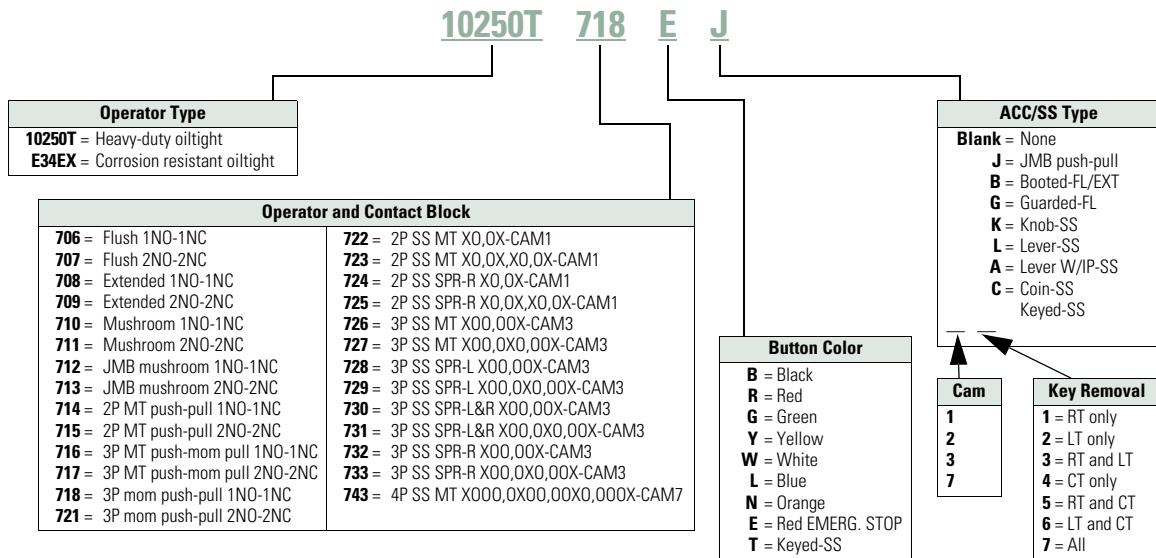 10250T 718 E J
Operator Type
10250T = Heavy-duty oiltight
E34EX = Corrosion resistant oiltight
Operator and Contact Block
706 = Flush 1NO-1NC
707 = Flush 2NO-2NC
708 = Extended 1NO-1NC
709 = Extended 2NO-2NC
710 = Mushroom 1NO-1NC
711 = Mushroom 2NO-2NC
712 = JMB mushroom 1NO-1NC
713 = JMB mushroom 2NO-2NC
714 = 2P MT push-pull 1NO-1NC
715 = 2P MT push-pull 2NO-2NC
716 = 3P MT push-mom pull 1NO-1NC
717 = 3P MT push-mom pull 2NO-2NC
718 = 3P mom push-pull 1NO-1NC
721 = 3P mom push-pull 2NO-2NC
722 = 2P SS MT XO,OX-CAM1
723 = 2P SS MT XO,OX,XO,OX-CAM1
724 = 2P SS SPR-R XO,OX-CAM1
725 = 2P SS SPR-R XO,OX,XO,OX-CAM1
726 = 3P SS MT XOO,OOX-CAM3
727 = 3P SS MT XOO,OXO,OOX-CAM3
728 = 3P SS SPR-L XOO,OOX-CAM3
729 = 3P SS SPR-L XOO,OXO,OOX-CAM3
730 = 3P SS SPR-L&R XOO,OOX-CAM3
731 = 3P SS SPR-L&R XOO,OXO,OOX-CAM3
732 = 3P SS SPR-R XOO,OOX-CAM3
733 = 3P SS SPR-R XOO,OXO,OOX-CAM3
743 = 4P SS MT XOOO,OXOO,OOXO,OOOX-CAM7
Button Color
B = Black
R = Red
G = Green
Y = Yellow
W = White
L = Blue
N = Orange
E = Red EMERG. STOP
T = Keyed-SS
ACC/SS Type
Blank = None
J = JMB push-pull
B = Booted-FL/EXT
G = Guarded-FL
K = Knob-SS
L = Lever-SS
A = Lever W/IP-SS
C = Coin-SS
Keyed-SS
_ _
Cam
1
2
3
7
Key Removal
1 = RT only
2 = LT only
3 = RT and LT
4 = CT only
5 = RT and CT
6 = LT and CT
7 = All